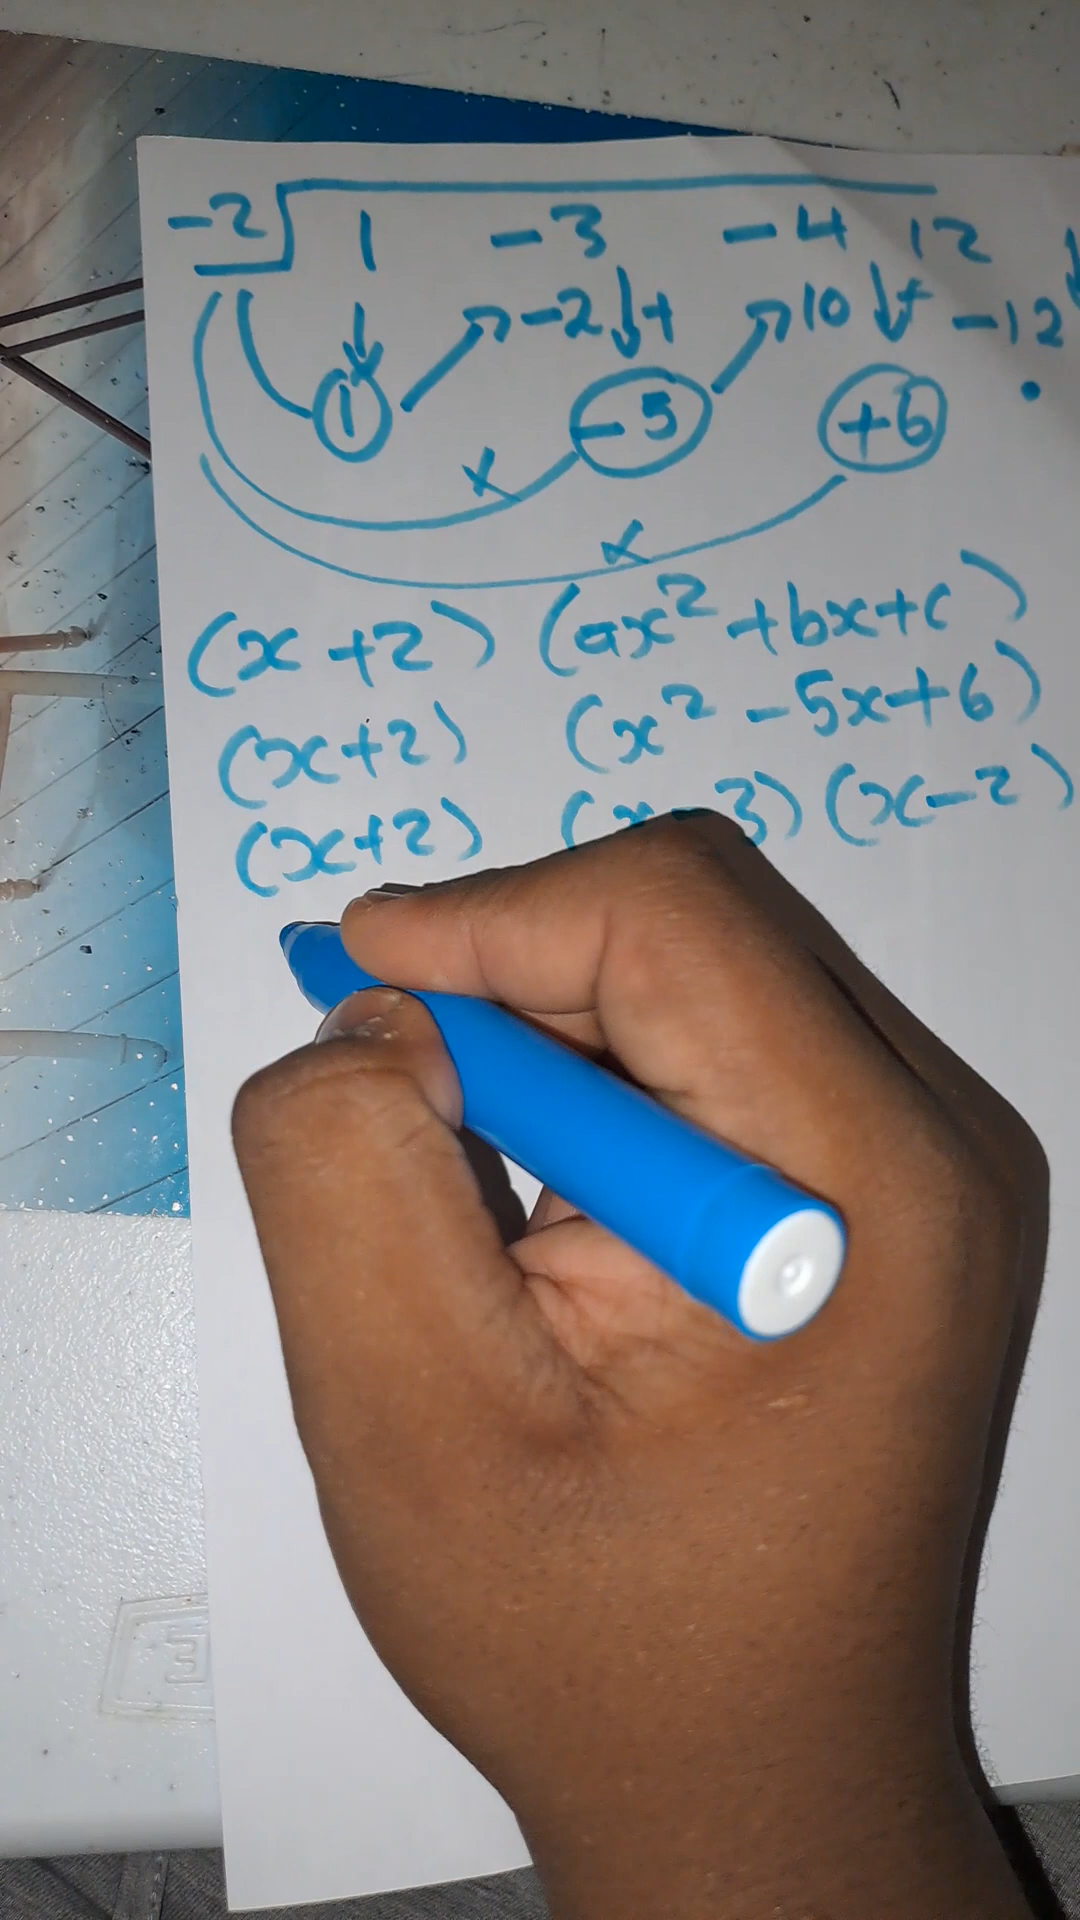 -2 1 -3 -4 12
-2 + 10 + -12
1 -5 +6
x
x
(x+2) (ax² +bx+c)
(x+2) (x² -5x+6)
(x+2) (x-3)(x-2)
3